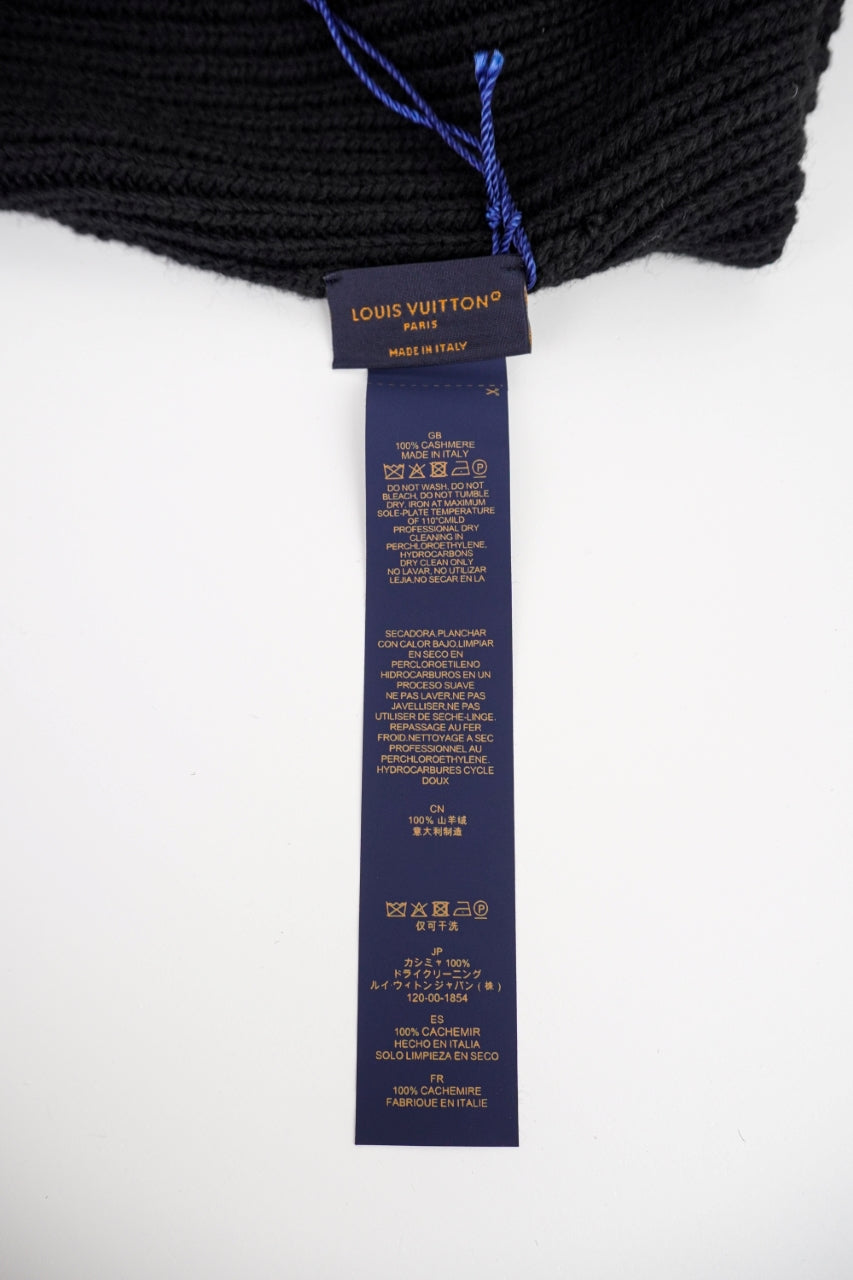 LOUIS VUITTON®
PARIS
MADE IN ITALY
GB
100% CASHMERE
MADE IN ITALY
P
DO NOT WASH, DO NOT
BLEACH, DO NOT TUMBLE
DRY, IRON AT MAXIMUM
SOLE-PLATE TEMPERATURE
OF 110°CMILD
PROFESSIONAL DRY
CLEANING IN
PERCHLOROETHYLENE,
HYDROCARBONS
DRY CLEAN ONLY
NO LAVAR, NO UTILIZAR
LEJIA,NO SECAR EN LA
SECADORA,PLANCHAR
CON CALOR BAJO,LIMPIAR
EN SECO EN
PERCLOROETILENO
HIDROCARBUROS EN UN
PROCESO SUAVE
NE PAS LAVER,NE PAS
JAVELLISER,NE PAS
UTILISER DE SECHE-LINGE.
REPASSAGE AU FER
FROID.NETTOYAGE A SEC
PROFESSIONNEL AU
PERCHLOROETHYLENE.
HYDROCARBURES CYCLE
DOUX
CN
100% 山羊绒
意大利制造
P
仅可干洗
JP
カシミャ 100%
ドライクリーニング
ルイ ウィトンジャパン ( 株 )
120-00-1854
ES
100% CACHEMIR
HECHO EN ITALIA
SOLO LIMPIEZA EN SECO
FR
100% CACHEMIRE
FABRIQUE EN ITALIE